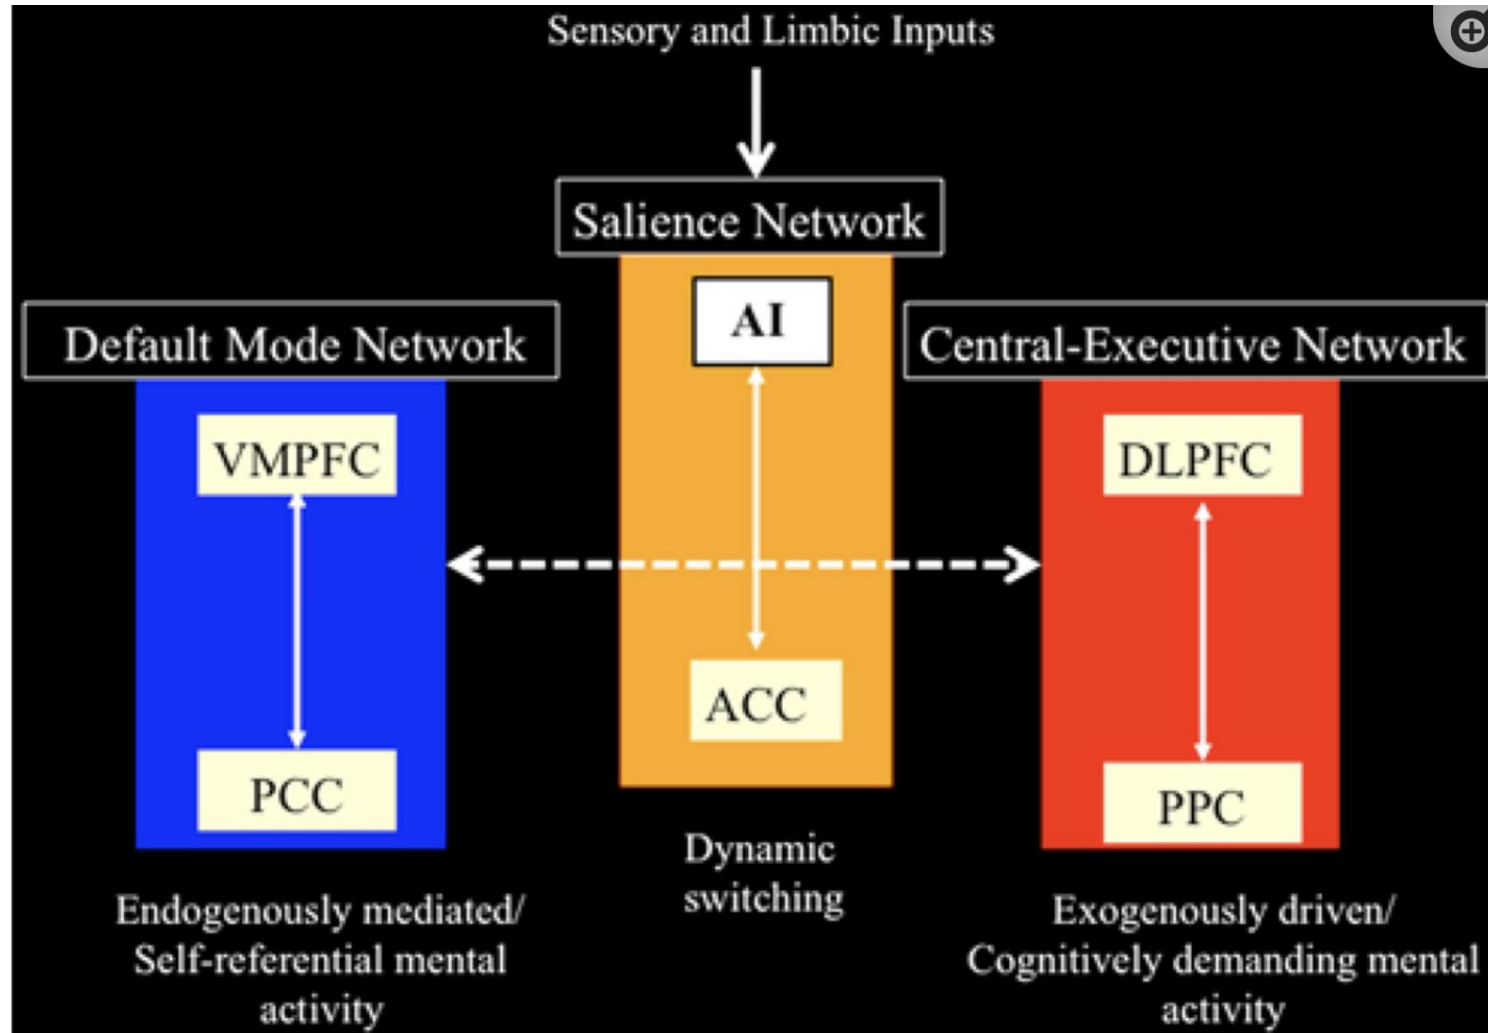 Sensory and Limbic Inputs
Salience Network
AI
Default Mode Network
Central-Executive Network
VMPFC
DLPFC
ACC
PCC
PPC
Dynamic
switching
Endogenously mediated/
Self-referential mental
activity
Exogenously driven/
Cognitively demanding mental
activity